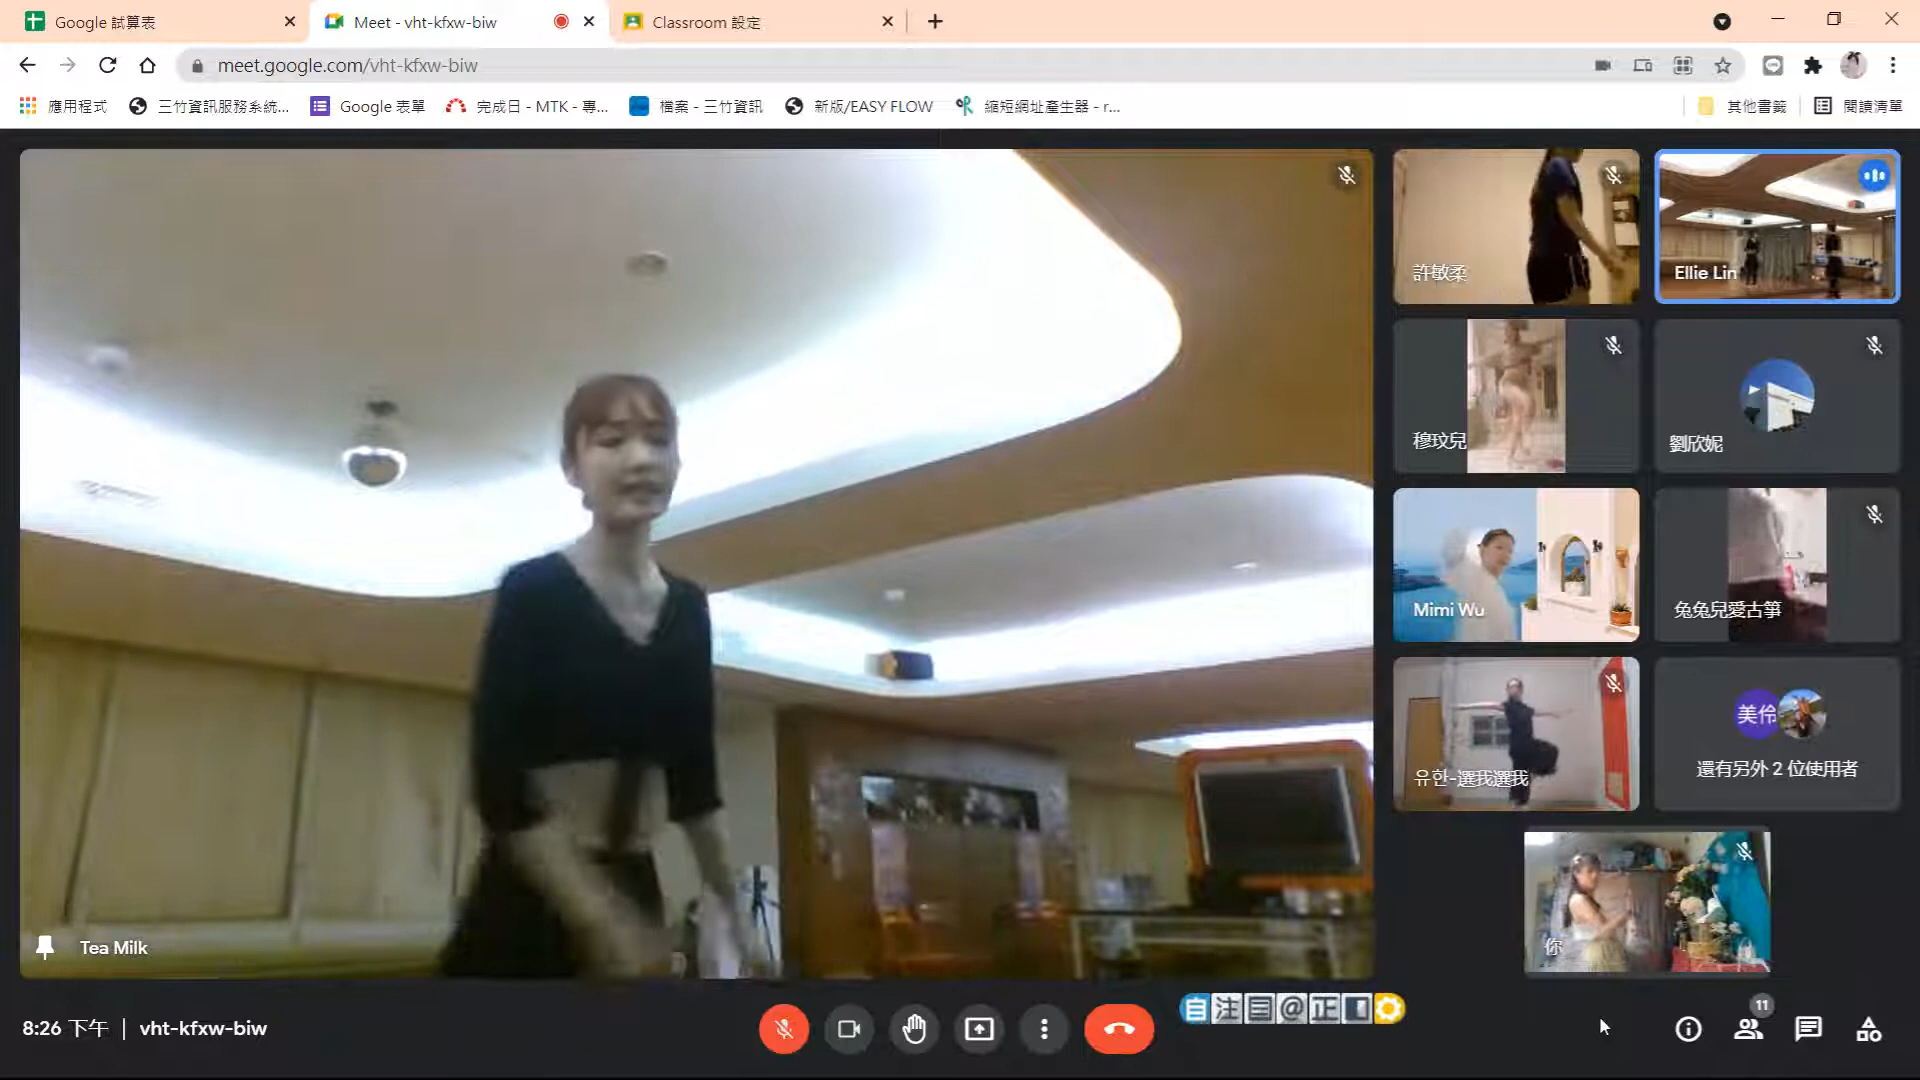 Google 試算表
Meet - vht-kfxw-biw
Classroom 設定
meet.google.com/vht-kfxw-biw
應用程式
三竹資訊服務系統...
Google 表單
完成日 - MTK - 專...
檔案 - 三竹資訊
新版/EASY FLOW
縮短網址產生器 - r...
其他書籤
閱讀清單
許敏柔
Ellie Lin
穆玟兒
劉欣妮
Mimi Wu
兔兔兒愛古箏
유한-選我選我
美伶
還有另外 2 位使用者
你
Tea Milk
8:26 下午 | vht-kfxw-biw
自注@正
11